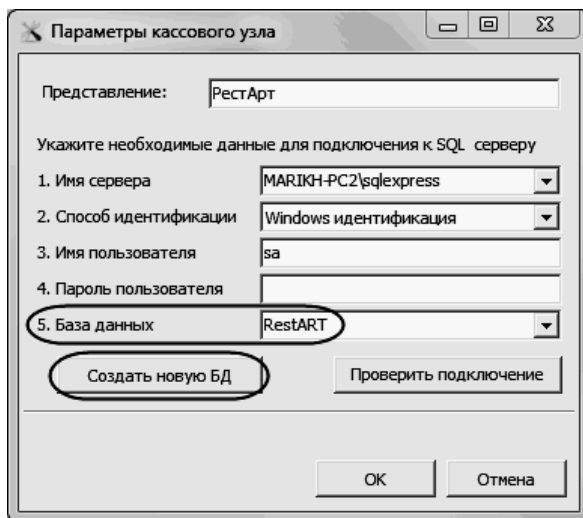 Параметры кассового узла
Представление: РестАрт
Укажите необходимые данные для подключения к SQL серверу
1. Имя сервера MARIKH-PC2\sqlexpress
2. Способ идентификации Windows идентификация
3. Имя пользователя sa
4. Пароль пользователя
5. База данных RestART
Создать новую БД Проверить подключение
OK Отмена